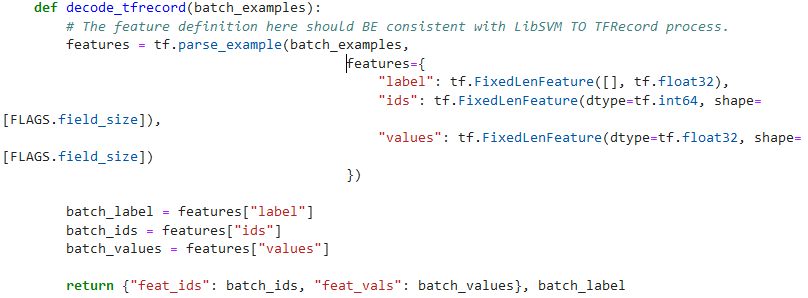 def decode_tfrecord(batch_examples):
# The feature definition here should BE consistent with LibSVM TO TFRecord process.
features = tf.parse_example(batch_examples,
features={
"label": tf.FixedLenFeature([], tf.float32),
"ids": tf.FixedLenFeature(dtype=tf.int64, shape=
[FLAGS.field_size]),
"values": tf.FixedLenFeature(dtype=tf.float32, shape=
[FLAGS.field_size])
})
batch_label = features["label"]
batch_ids = features["ids"]
batch_values = features["values"]
return {"feat_ids": batch_ids, "feat_vals": batch_values}, batch_label